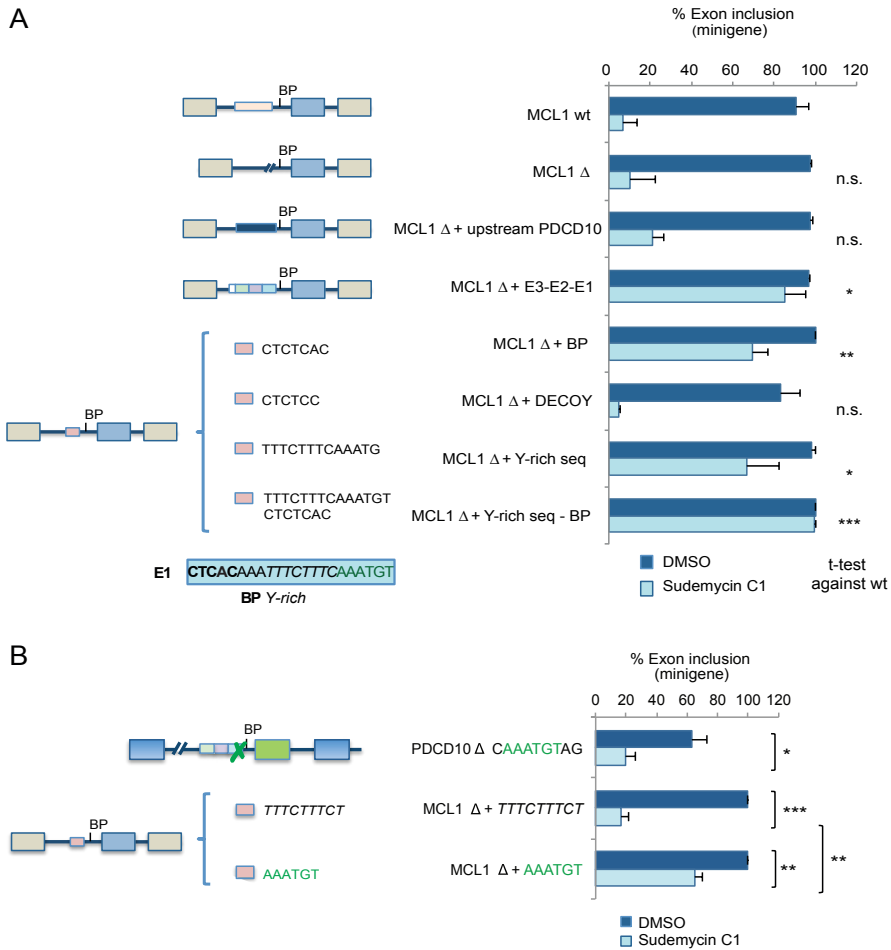 A
% Exon inclusion
(minigene)
0 20 40 60 80 100 120
BP
MCL1 wt
BP
MCL1 Δ
n.s.
BP
MCL1 Δ + upstream PDCD10
n.s.
BP
MCL1 Δ + E3-E2-E1
*
CTCTCAC
MCL1 Δ + BP
**
CTCTCC
MCL1 Δ + DECOY
n.s.
BP
TTTCTTTCAAATG
MCL1 Δ + Y-rich seq
*
TTTCTTTCAAATGT
CTCTCAC
MCL1 Δ + Y-rich seq - BP
***
E1 CTCACAAATTTCTTTCAAATGT
BP Y-rich
DMSO
Sudemycin C1
t-test
against wt
B
% Exon inclusion
(minigene)
0 20 40 60 80 100 120
BP
PDCD10 Δ CAAATGTAG
*
BP
TTTCTTTCT
MCL1 Δ + TTTCTTTCT
***
AAATGT
MCL1 Δ + AAATGT
**
**
DMSO
Sudemycin C1